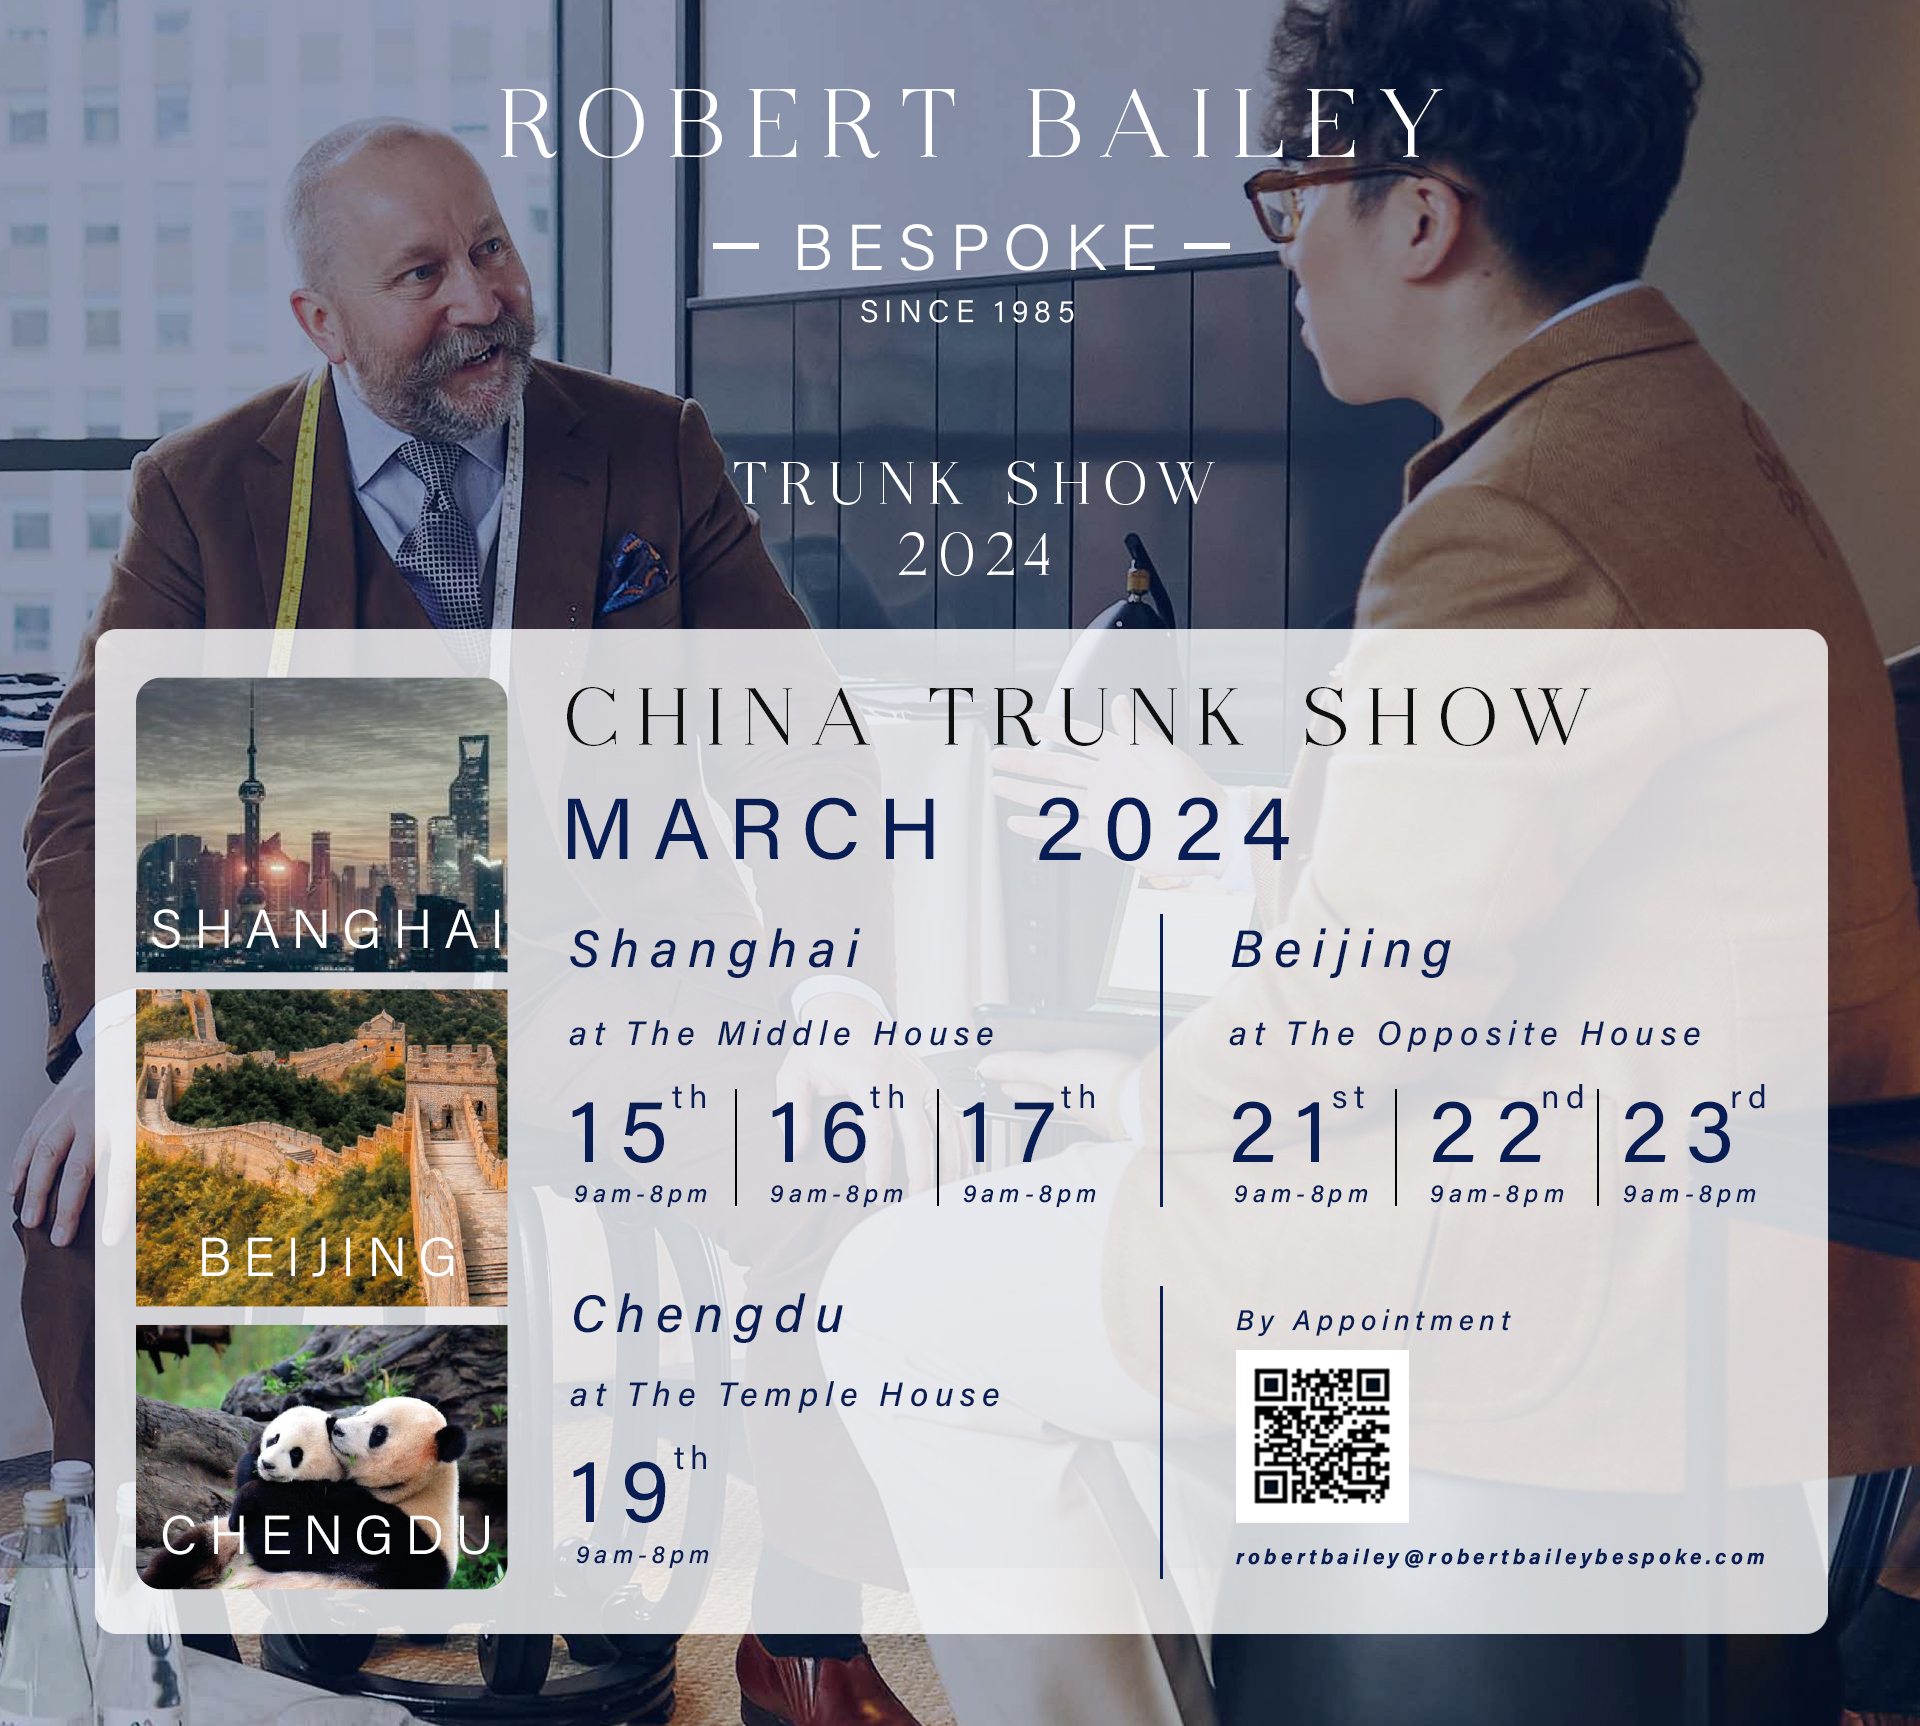 ROBERT BAILEY
BESPOKE
SINCE 1985
TRUNK SHOW
2024
CHINA TRUNK SHOW
MARCH 2024
SHANGHAI
BEIJING
CHENGDU
Shanghai
at The Middle House
15th 16th 17th
9am-8pm 9am-8pm 9am-8pm
Beijing
at The Opposite House
21st 22nd 23rd
9am-8pm 9am-8pm 9am-8pm
Chengdu
at The Temple House
19th
9am-8pm
By Appointment
robertbailey@robertbaileybespoke.com